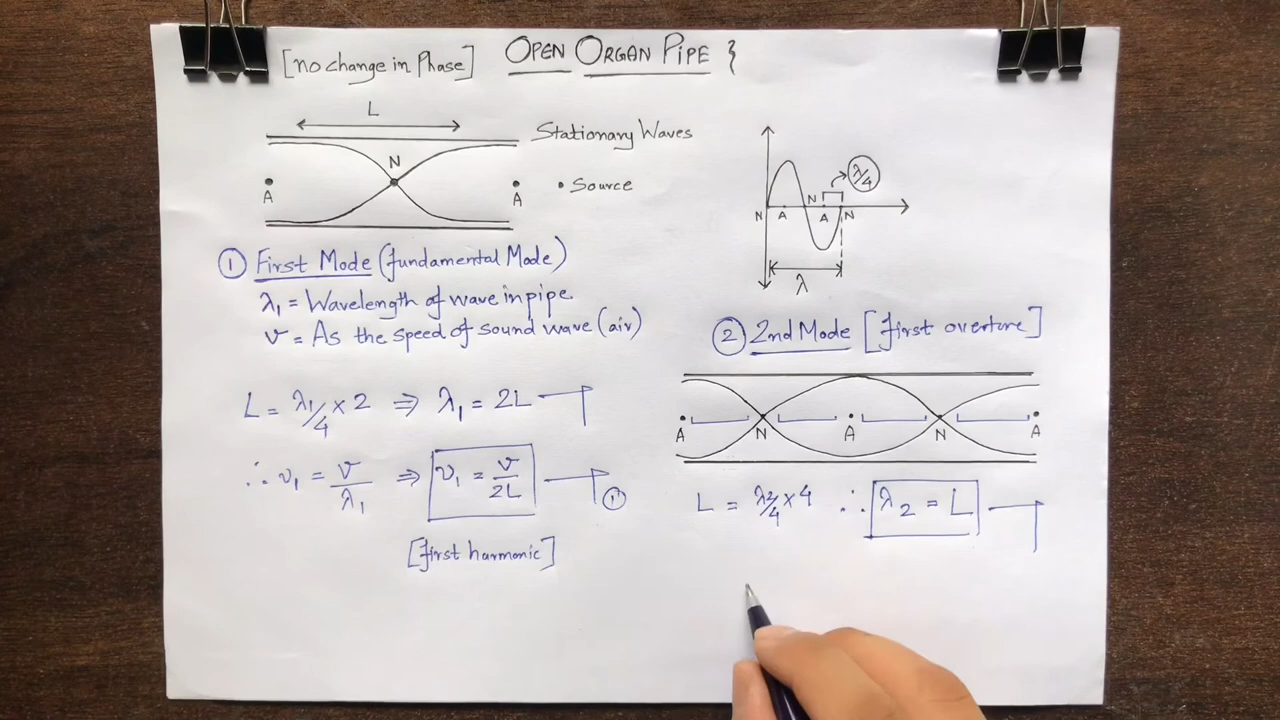 [no change in Phase] OPEN ORGAN PIPE }
L
Stationary Waves
N
A
A
• Source
λ/4
N A N A N
λ
① First Mode (fundamental Mode)
λ₁ = Wavelength of wave in pipe.
v = As the speed of sound wave (air)
L = λ₁/4 × 2 ⇒ λ₁ = 2L
∴ υ₁ = v/λ₁ ⇒ υ₁ = v/2L ①
[first harmonic]
② 2nd Mode [first overtone]
A N A N A
L = λ₂/4 × 4 ∴ λ₂ = L